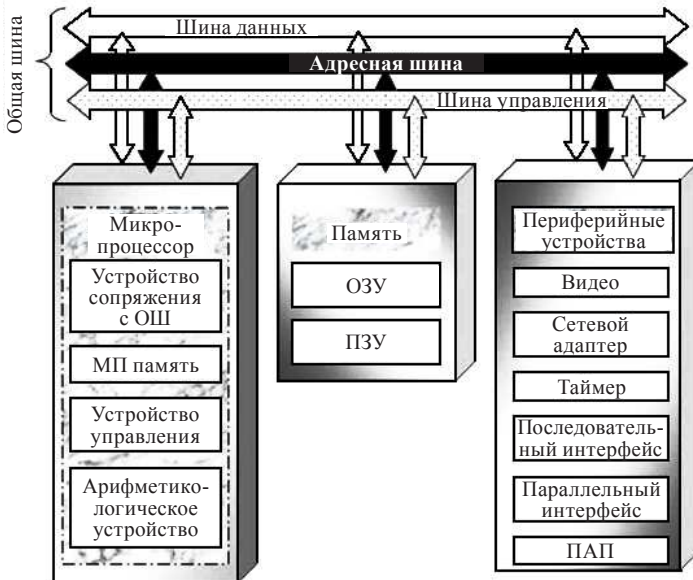 Общая шина
Шина данных
Адресная шина
Шина управления
Микро-
процессор
Устройство
сопряжения
с ОШ
МП память
Устройство
управления
Арифметико-
логическое
устройство
Память
ОЗУ
ПЗУ
Периферийные
устройства
Видео
Сетевой
адаптер
Таймер
Последователь-
ный интерфейс
Параллельный
интерфейс
ПАП